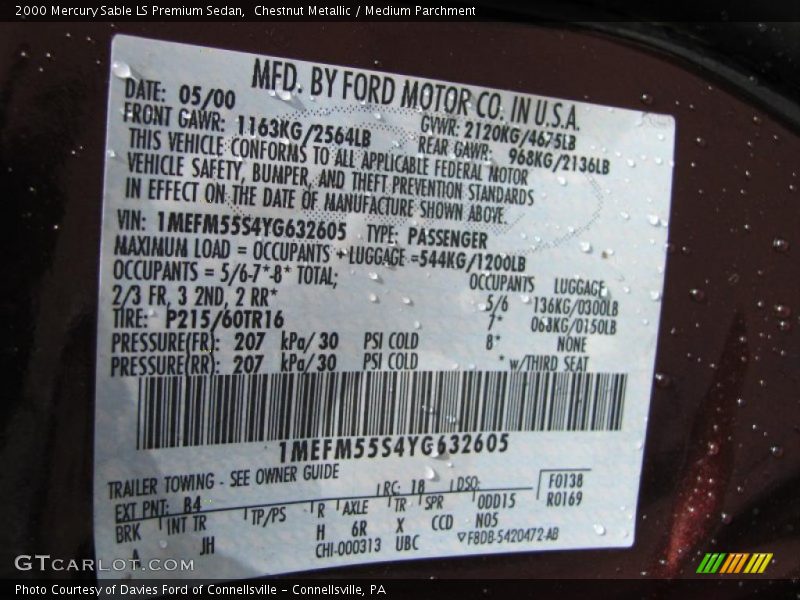 2000 Mercury Sable LS Premium Sedan,  Chestnut Metallic / Medium Parchment
MFD. BY FORD MOTOR CO. IN U.S.A.
DATE: 05/00 GVWR: 2120KG/4675LB
FRONT GAWR: 1163KG/2564LB REAR GAWR: 968KG/2136LB
THIS VEHICLE CONFORMS TO ALL APPLICABLE FEDERAL MOTOR
VEHICLE SAFETY, BUMPER, AND THEFT PREVENTION STANDARDS
IN EFFECT ON THE DATE OF MANUFACTURE SHOWN ABOVE.
VIN: 1MEFM55S4YG632605 TYPE: PASSENGER
MAXIMUM LOAD = OCCUPANTS + LUGGAGE =544KG/1200LB
OCCUPANTS = 5/6-7*-8* TOTAL; OCCUPANTS LUGGAGE
2/3 FR, 3 2ND, 2 RR* 5/6 136KG/0300LB
TIRE: P215/60TR16 7* 068KG/0150LB
PRESSURE(FR): 207 kPa/30 PSI COLD 8* NONE
PRESSURE(RR): 207 kPa/30 PSI COLD * w/THIRD SEAT
1MEFM55S4YG632605
TRAILER TOWING - SEE OWNER GUIDE
EXT PNT: B4 RC: 18 DSO: F0138
R0169
BRK INT TR TP/PS R AXLE TR SPR ODD15
A JH H 6R X CCD N05
CHI-000313 UBC ▽F8DB-5420472-AB
GTCARLOT.COM
Photo Courtesy of Davies Ford of Connellsville - Connellsville, PA